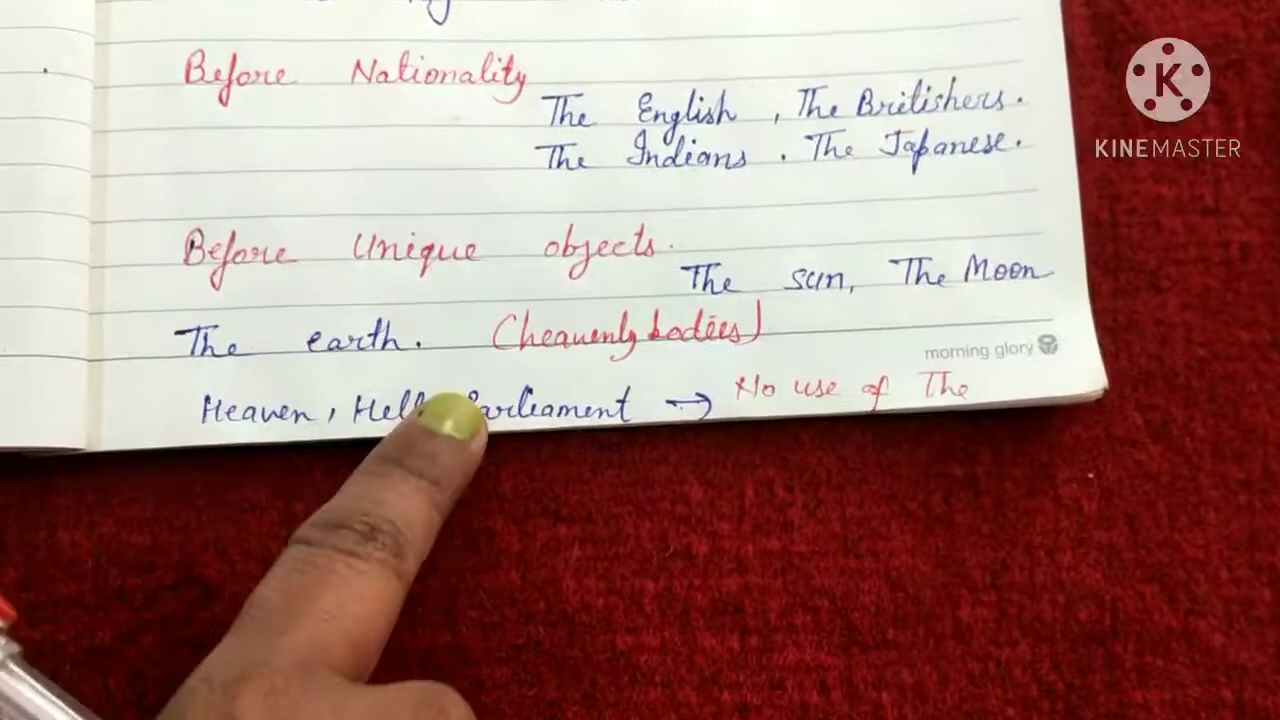 Before Nationality
The English , The Britishers.
The Indians . The Japanese.
Before Unique objects.
The sun, The Moon
The earth. (heavenly bodies)
morning glory
Heaven, Hell Parliament → No use of The
K
KINEMASTER